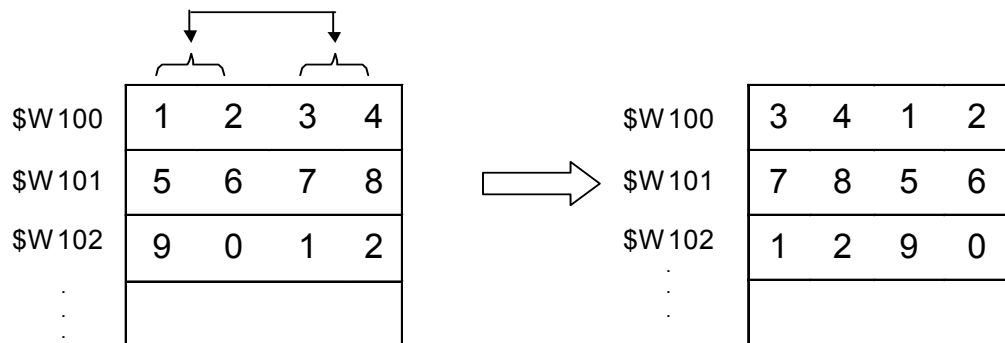 $W100 1 2 3 4
$W101 5 6 7 8
$W102 9 0 1 2
.
.
.
$W100 3 4 1 2
$W101 7 8 5 6
$W102 1 2 9 0
.
.
.